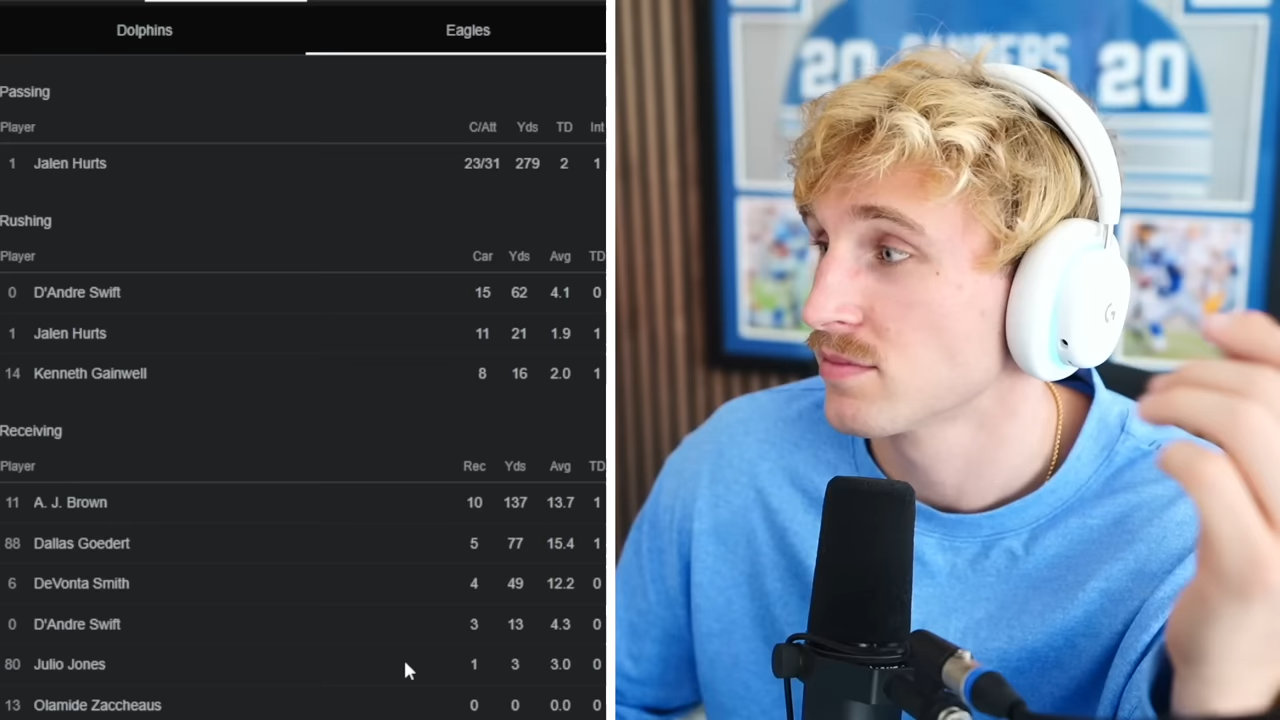 Dolphins Eagles
Passing
Player C/Att Yds TD Int
1 Jalen Hurts 23/31 279 2 1
Rushing
Player Car Yds Avg TD
0 D'Andre Swift 15 62 4.1 0
1 Jalen Hurts 11 21 1.9 1
14 Kenneth Gainwell 8 16 2.0 1
Receiving
Player Rec Yds Avg TD
11 A. J. Brown 10 137 13.7 1
88 Dallas Goedert 5 77 15.4 1
6 DeVonta Smith 4 49 12.2 0
0 D'Andre Swift 3 13 4.3 0
80 Julio Jones 1 3 3.0 0
13 Olamide Zaccheaus 0 0 0.0 0
20 SANDERS 20